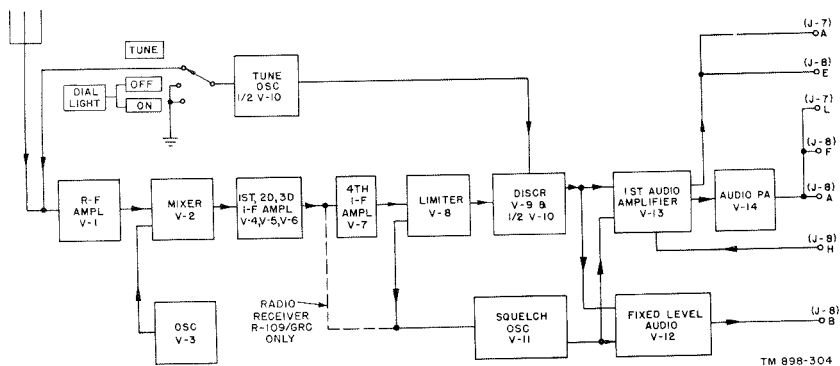 TUNE
DIAL
LIGHT
OFF
ON
TUNE
OSC
1/2 V-10
(J-7)
A
(J-8)
E
(J-7)
L
(J-8)
F
(J-8)
A
R-F
AMPL
V-1
MIXER
V-2
1ST, 2D, 3D
I-F AMPL
V-4,V-5,V-6
4TH
I-F
AMPL
V-7
LIMITER
V-8
DISCR
V-9 &
1/2 V-10
1ST AUDIO
AMPLIFIER
V-13
AUDIO PA
V-14
(J-8)
H
OSC
V-3
RADIO
RECEIVER
R-109/GRC
ONLY
SQUELCH
OSC
V-11
FIXED LEVEL
AUDIO
V-12
(J-8)
B
TM 898-304